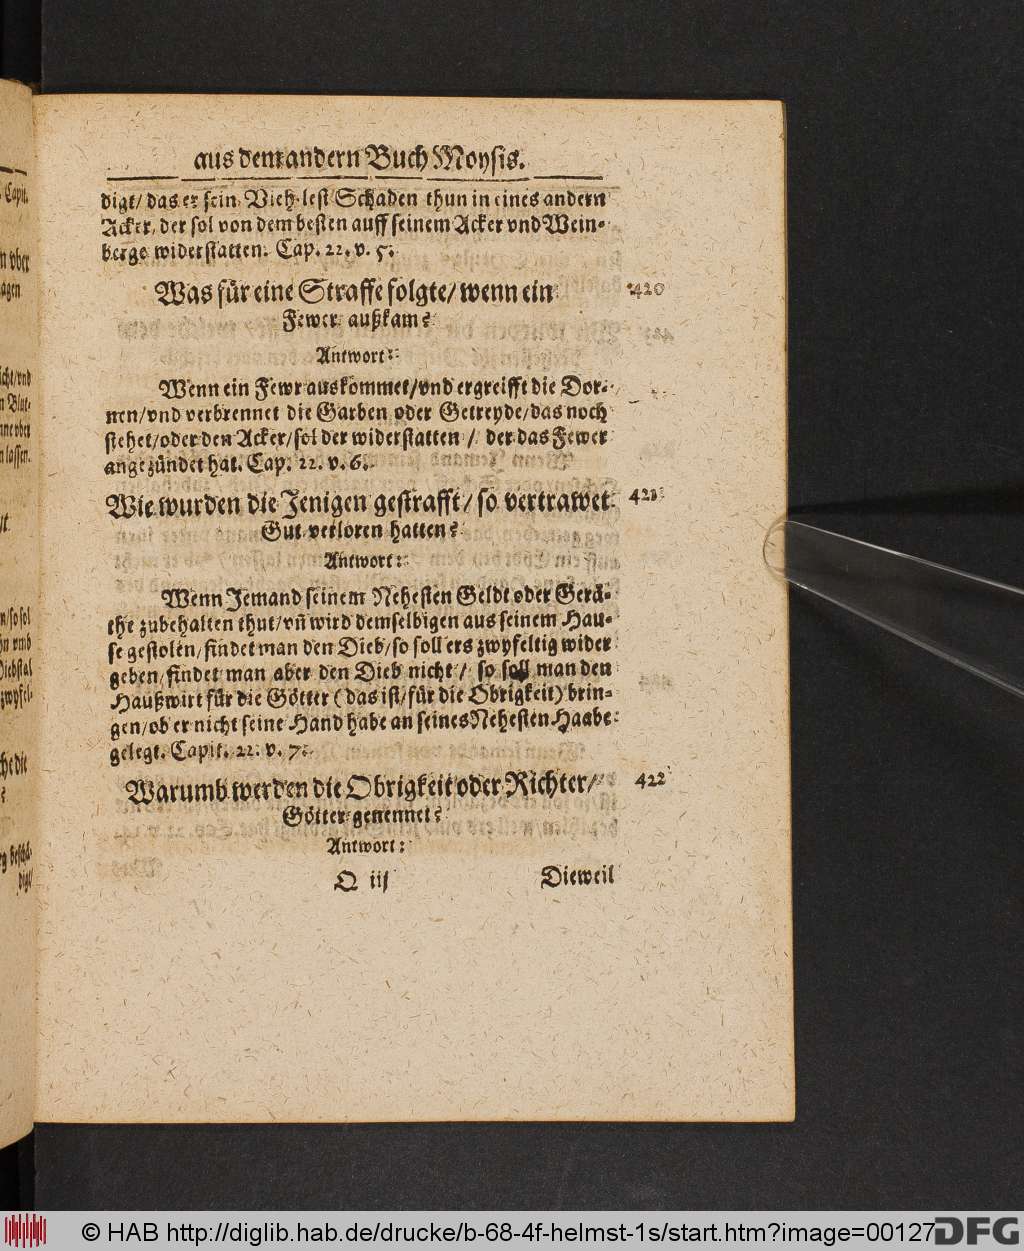 aus dem andern Buch Moysis.
digt/ das er sein Vieh lest Schaden thun in eines andern
Acker, der sol von dem besten auff seinem Acker vnd Wein-
berge widerstatten. Cap. 22. v. 5.
Was für eine Straffe folgte/ wenn ein 420
Fewer außkam?
Antwort:
Wenn ein Fewr auskommet/vnd ergreifft die Dor-
nen/vnd verbrennet die Garben oder Getreyde/das noch
stehet/oder den Acker/sol der widerstatten / der das Fewer
angezündet hat. Cap. 22. v. 6.
Wie wurden die Jenigen gestrafft/ so vertrawet 421
Gut verloren hatten?
Antwort:
Wenn Jemand seinem Nehesten Geldt oder Gerä-
the zubehalten thut/vñ wird demselbigen aus seinem Hau-
se gestolen/findet man den Dieb/so soll ers zwyfeltig wider
geben/findet man aber den Dieb nicht/ so soll man den
Haußwirt für die Götter (das ist/für die Obrigkeit) brin-
gen/ob er nicht seine Hand habe an seines Nehesten Haabe
gelegt. Capit. 22. v. 7.
Warumb werden die Obrigkeit oder Richter/ 422
Götter genennet?
Antwort:
Q iij Dieweil
© HAB http://diglib.hab.de/drucke/b-68-4f-helmst-1s/start.htm?image=00127
DFG